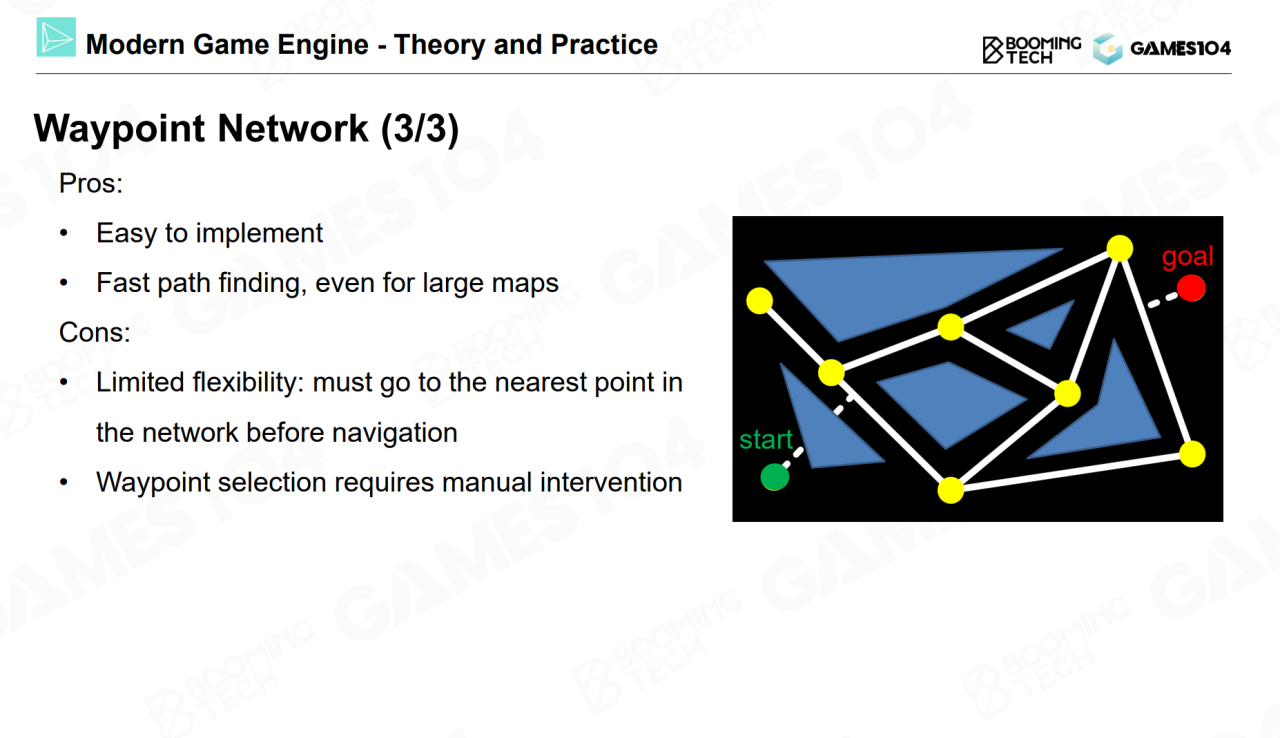 Modern Game Engine - Theory and Practice
BOOMING
TECH
GAMES104
Waypoint Network (3/3)
Pros:
• Easy to implement
• Fast path finding, even for large maps
Cons:
• Limited flexibility: must go to the nearest point in
the network before navigation
• Waypoint selection requires manual intervention
goal
start